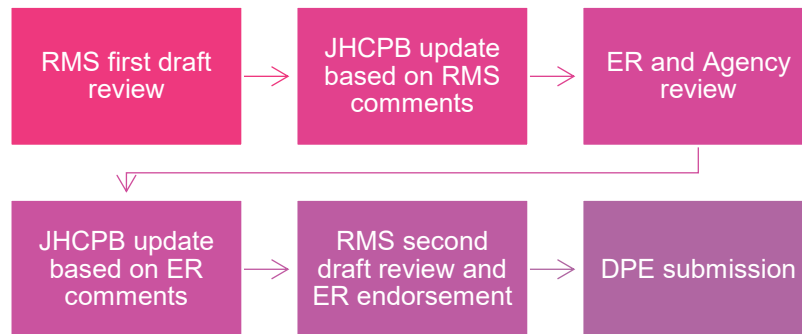 RMS first draft
review
JHCPB update
based on RMS
comments
ER and Agency
review
JHCPB update
based on ER
comments
RMS second
draft review and
ER endorsement
DPE submission